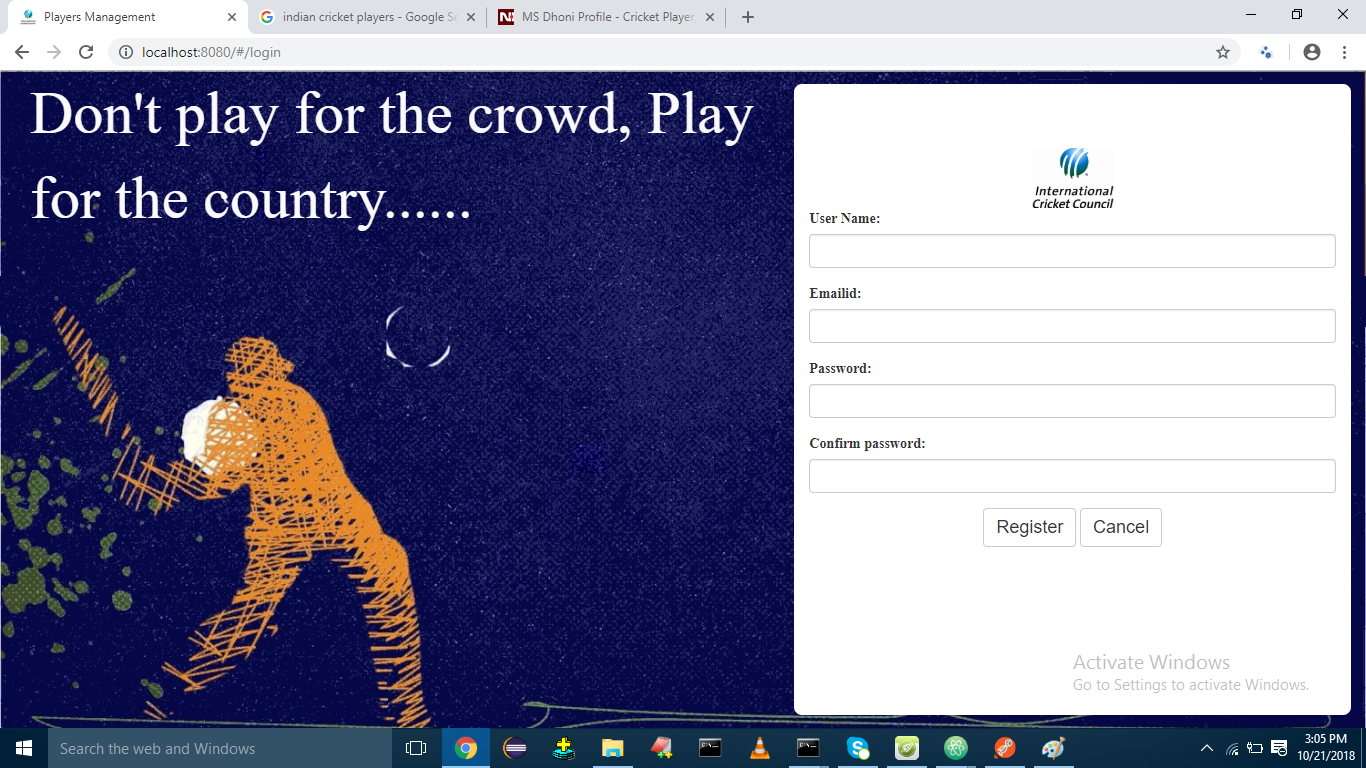 Players Management
indian cricket players - Google Se
MS Dhoni Profile - Cricket Player,
localhost:8080/#/login
Don't play for the crowd, Play
for the country......
International
Cricket Council
User Name:
Emailid:
Password:
Confirm password:
Register
Cancel
Activate Windows
Go to Settings to activate Windows.
Search the web and Windows
3:05 PM
10/21/2018